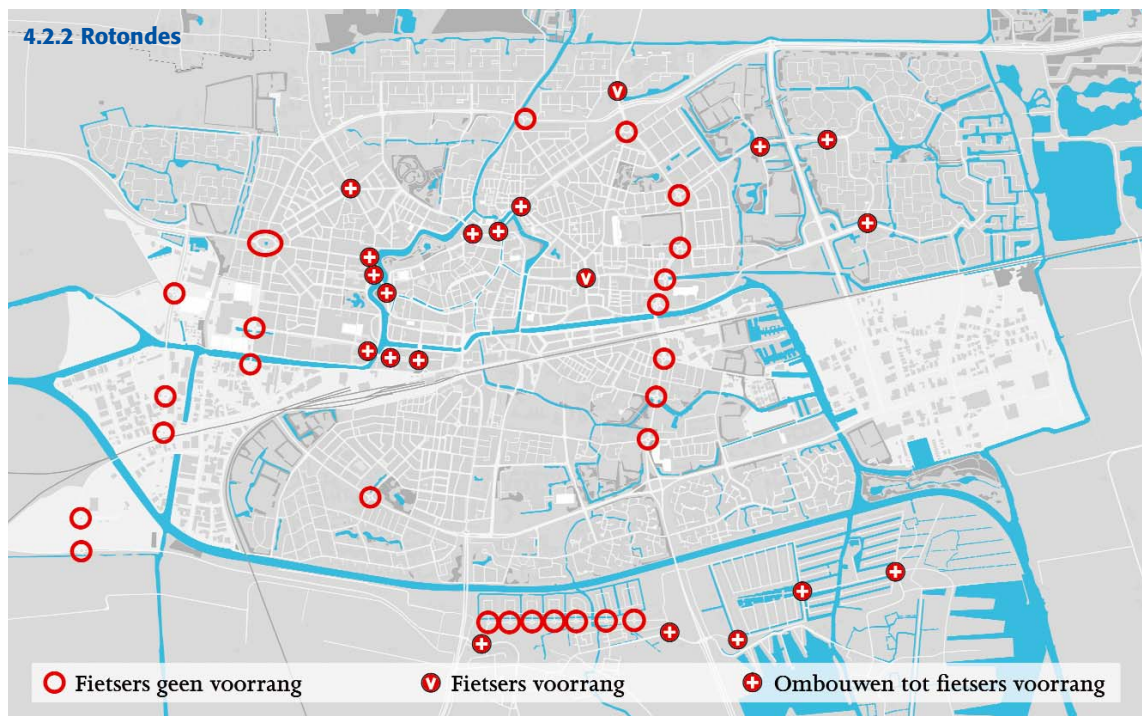 4.2.2 Rotondes
Fietsers geen voorrang
V Fietsers voorrang
Ombouwen tot fietsers voorrang